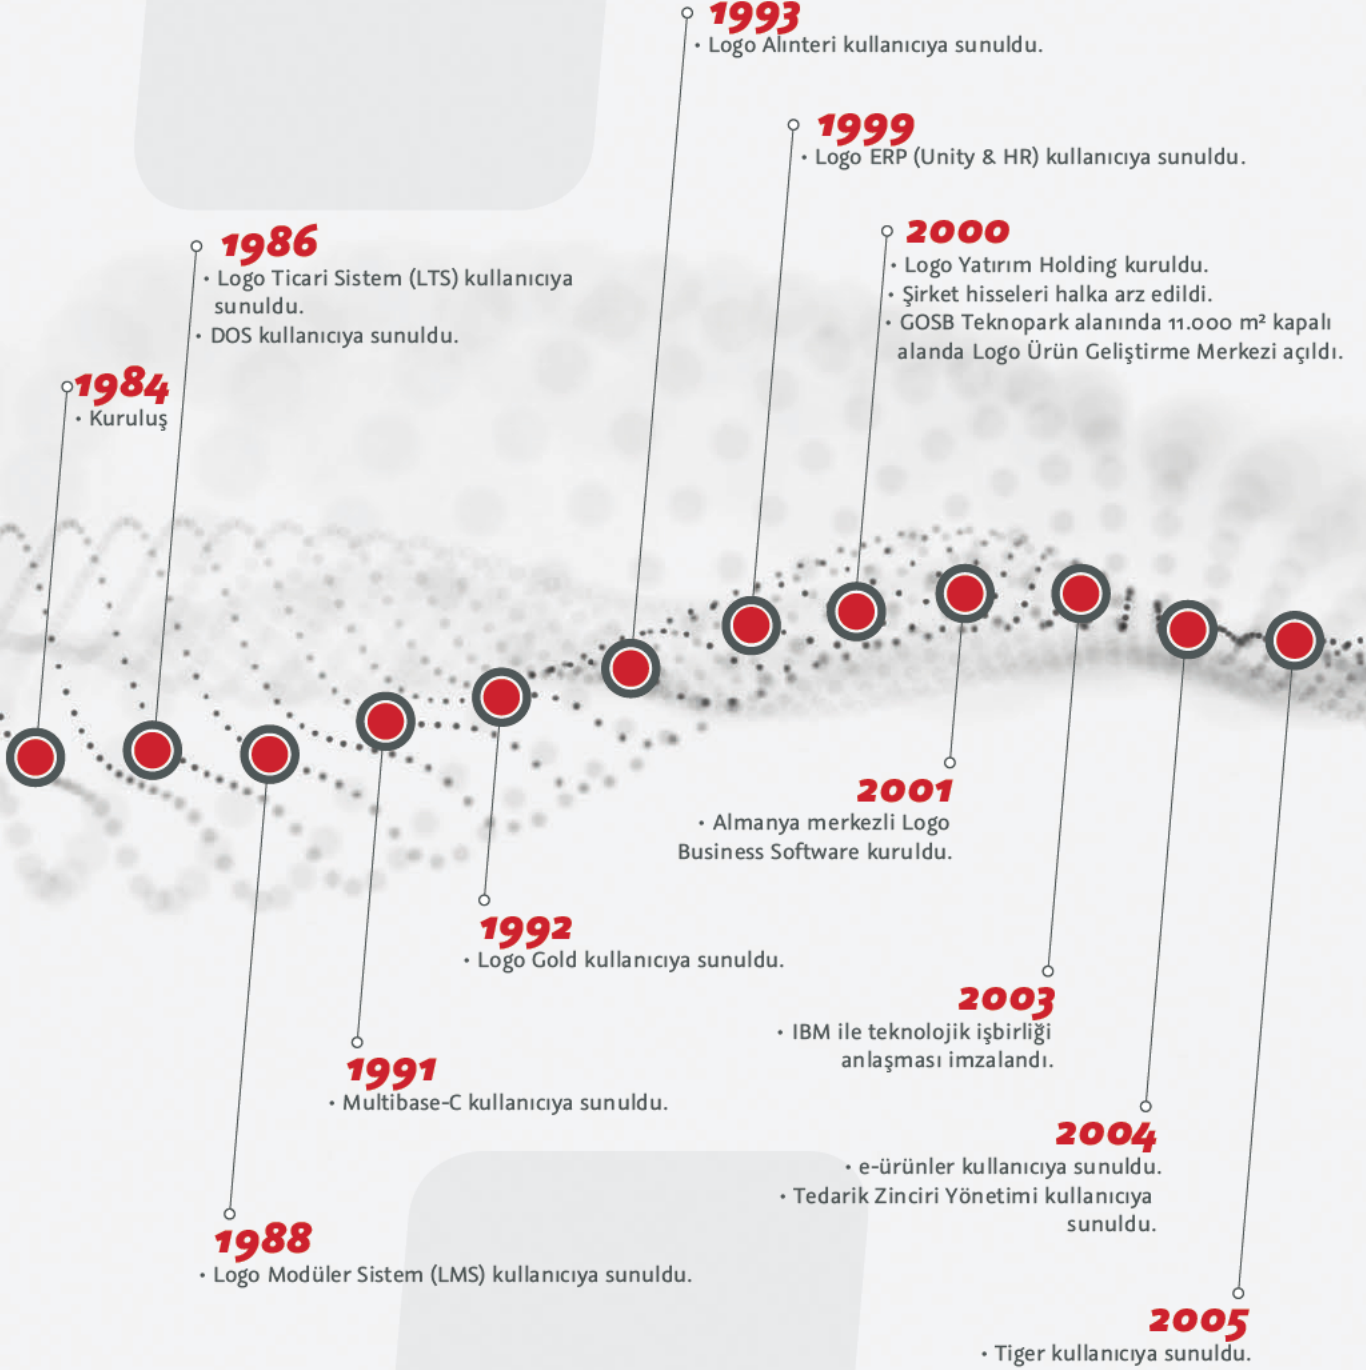 1993
• Logo Alınteri kullanıcıya sunuldu.
1999
• Logo ERP (Unity & HR) kullanıcıya sunuldu.
1986
• Logo Ticari Sistem (LTS) kullanıcıya
sunuldu.
• DOS kullanıcıya sunuldu.
2000
• Logo Yatırım Holding kuruldu.
• Şirket hisseleri halka arz edildi.
• GOSB Teknopark alanında 11.000 m² kapalı
alanda Logo Ürün Geliştirme Merkezi açıldı.
1984
• Kuruluş
2001
• Almanya merkezli Logo
Business Software kuruldu.
1992
• Logo Gold kullanıcıya sunuldu.
2003
• IBM ile teknolojik işbirliği
anlaşması imzalandı.
1991
• Multibase-C kullanıcıya sunuldu.
2004
• e-ürünler kullanıcıya sunuldu.
• Tedarik Zinciri Yönetimi kullanıcıya
sunuldu.
1988
• Logo Modüler Sistem (LMS) kullanıcıya sunuldu.
2005
• Tiger kullanıcıya sunuldu.